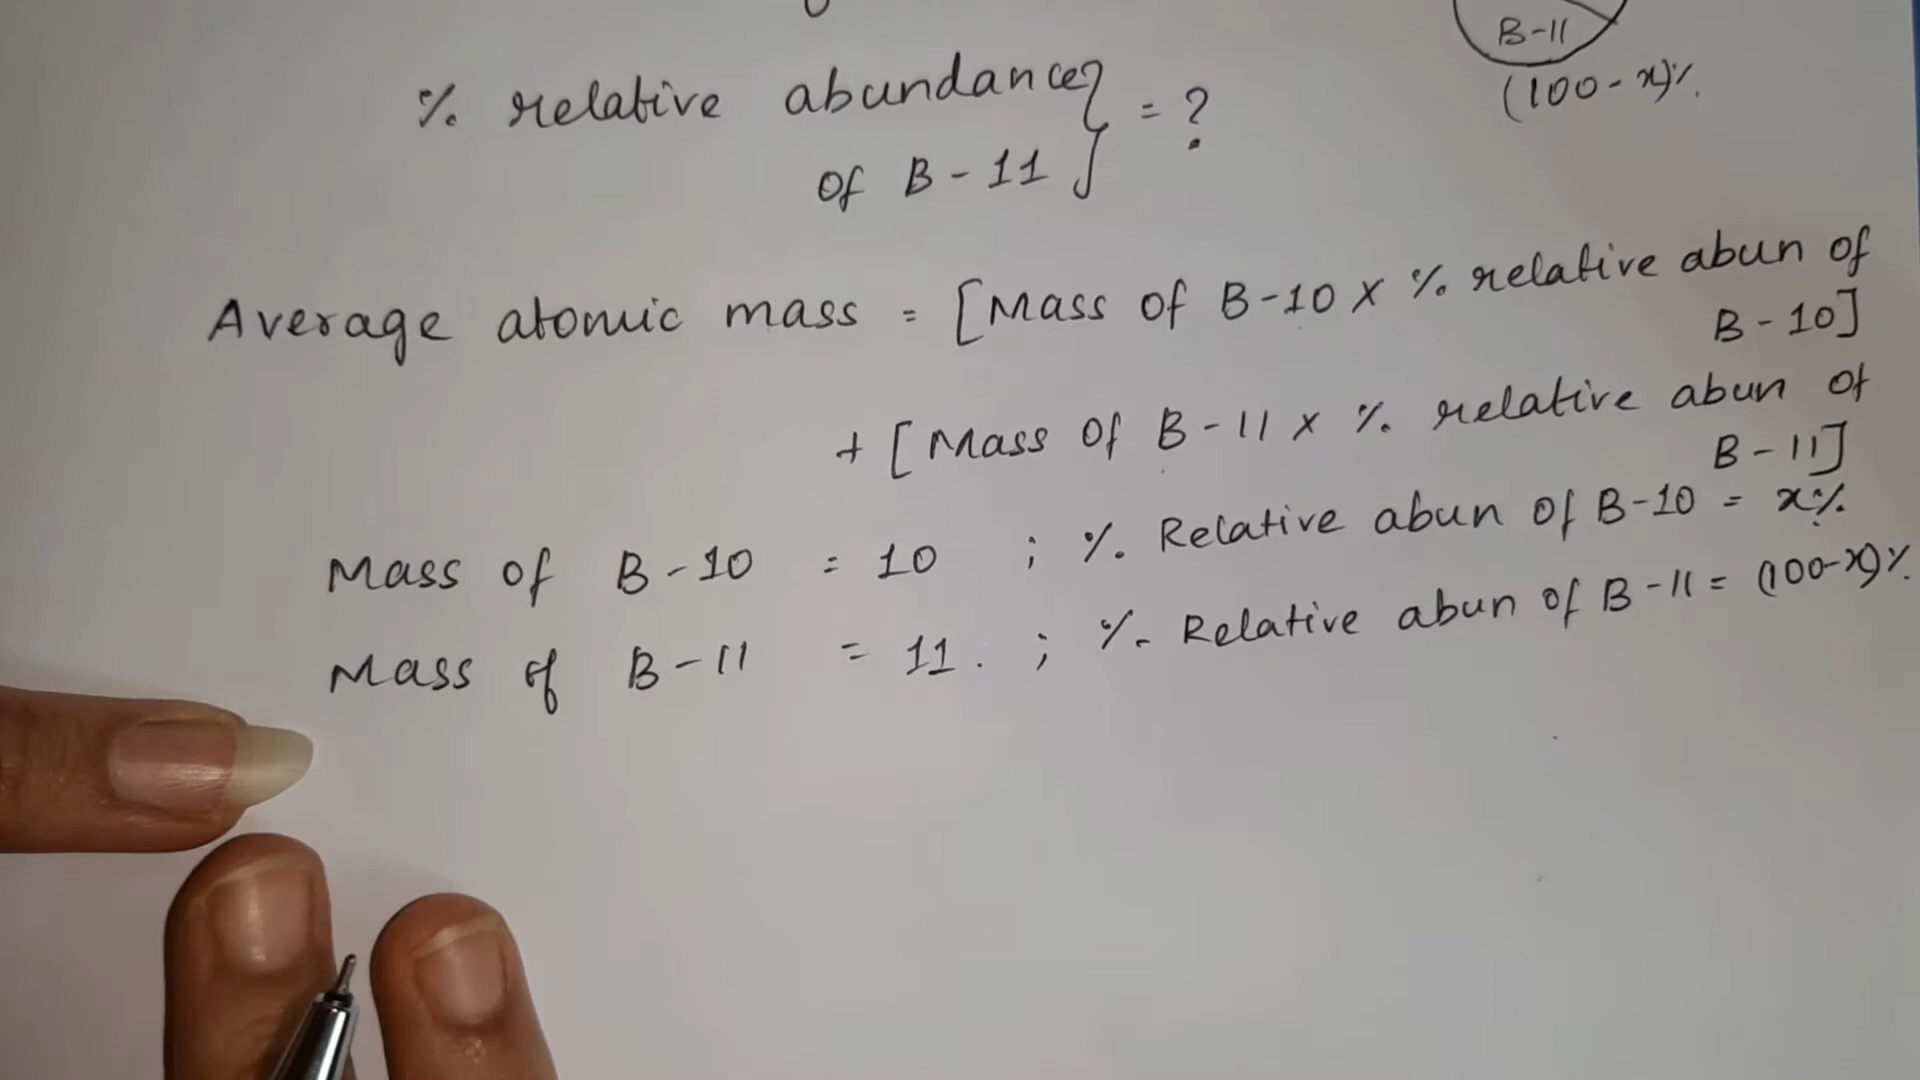 B-11
(100-x)%
% relative abundance
of B-11 } = ?
Average atomic mass = [Mass of B-10 x % relative abun of
B-10]
+ [Mass of B-11 x % relative abun of
B-11]
Mass of B-10 = 10 ; % Relative abun of B-10 = x%
Mass of B-11 = 11. ; % Relative abun of B-11 = (100-x)%